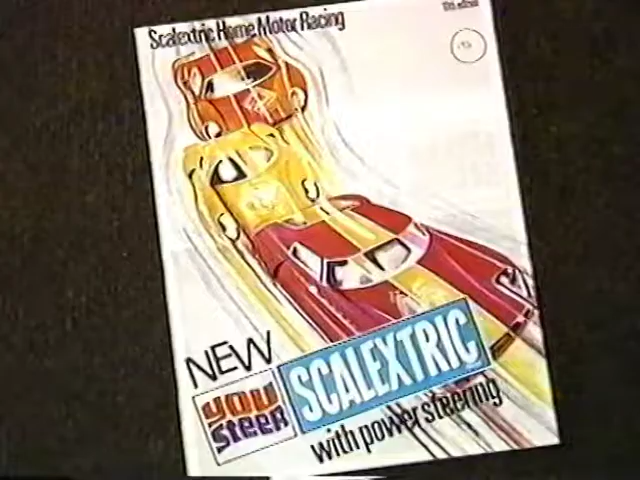 Scalextric Home Motor Racing
NEW
YOU STEER
SCALEXTRIC
with power steering